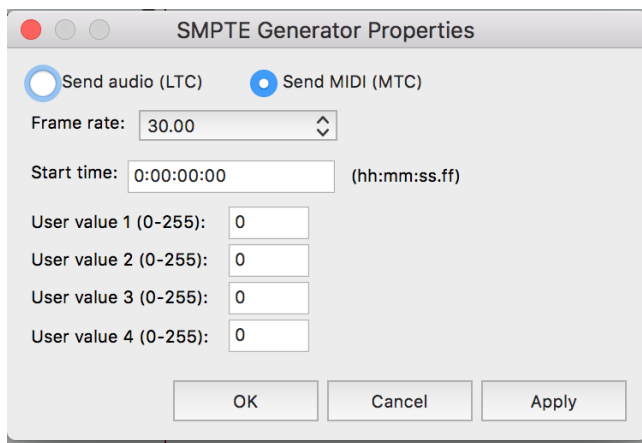 SMPTE Generator Properties
Send audio (LTC) Send MIDI (MTC)
Frame rate: 30.00
Start time: 0:00:00:00 (hh:mm:ss.ff)
User value 1 (0-255): 0
User value 2 (0-255): 0
User value 3 (0-255): 0
User value 4 (0-255): 0
OK Cancel Apply